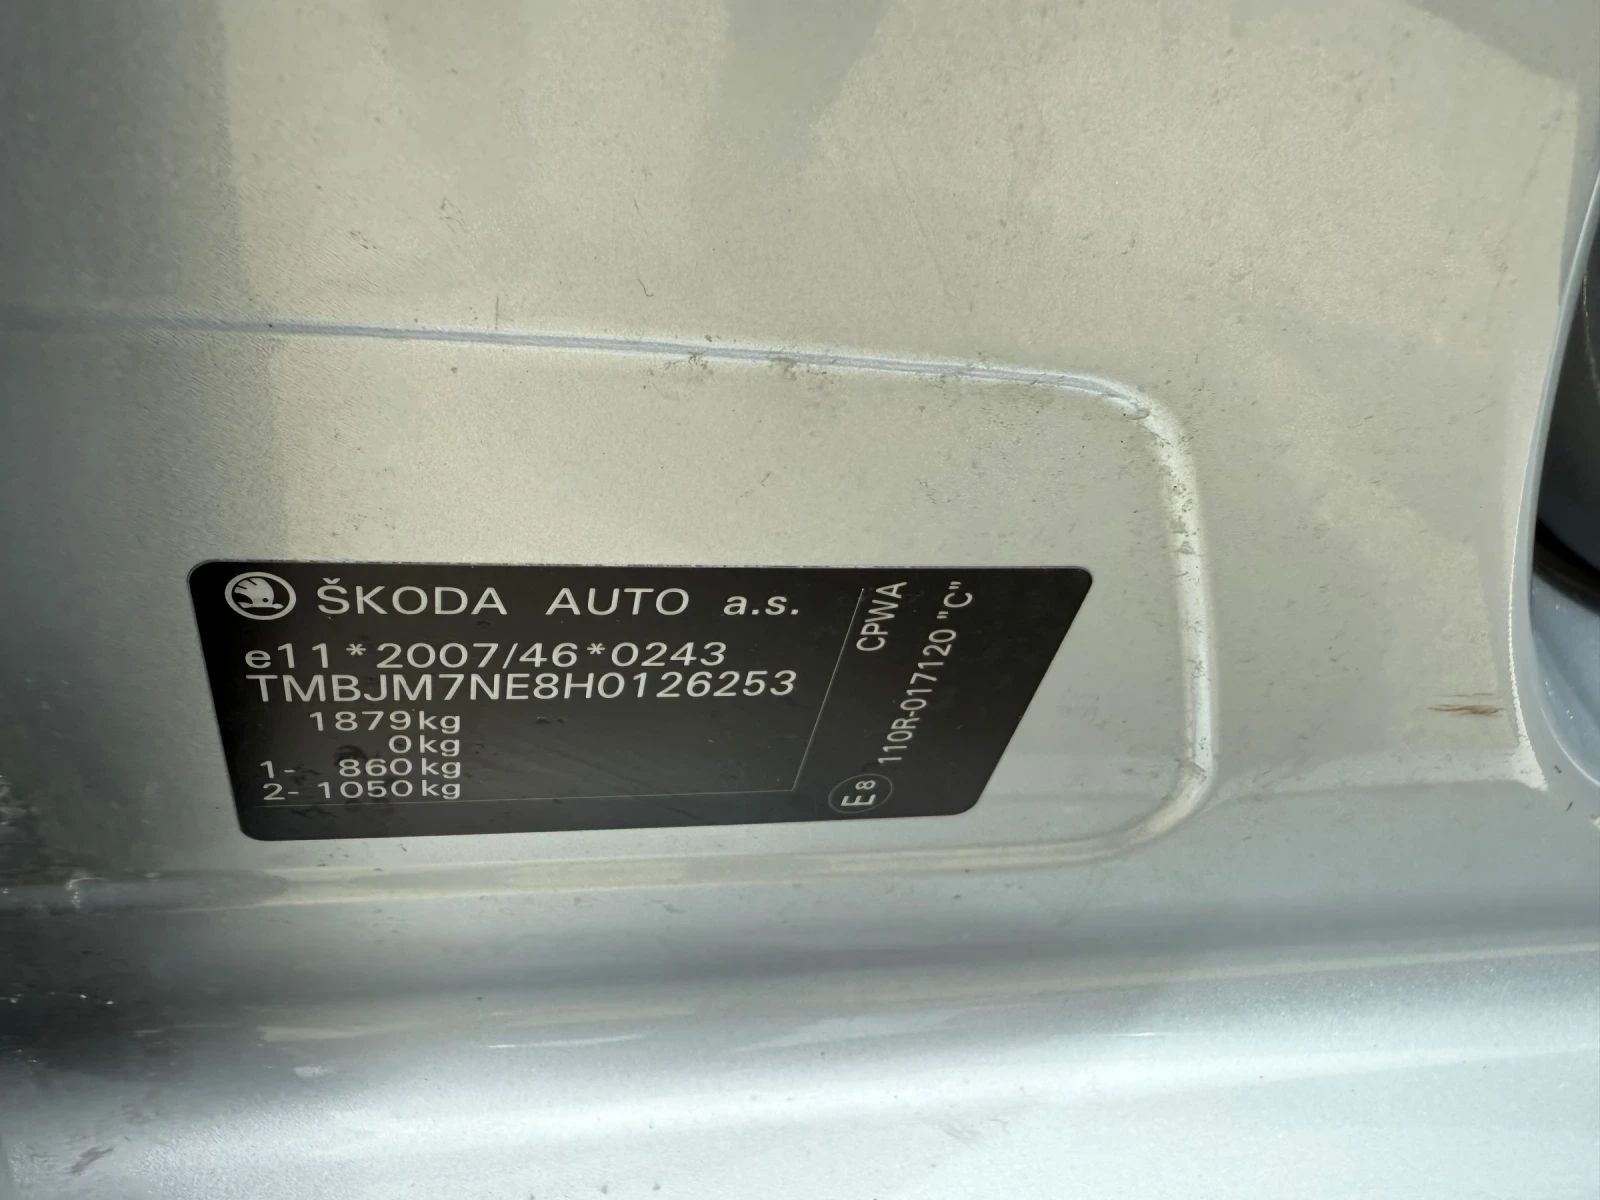 ŠKODA AUTO a.s.
e11*2007/46*0243
TMBJM7NE8H0126253
1879kg
0kg
1- 860kg
2- 1050kg
CPWA
E8 110R-017120 "C"